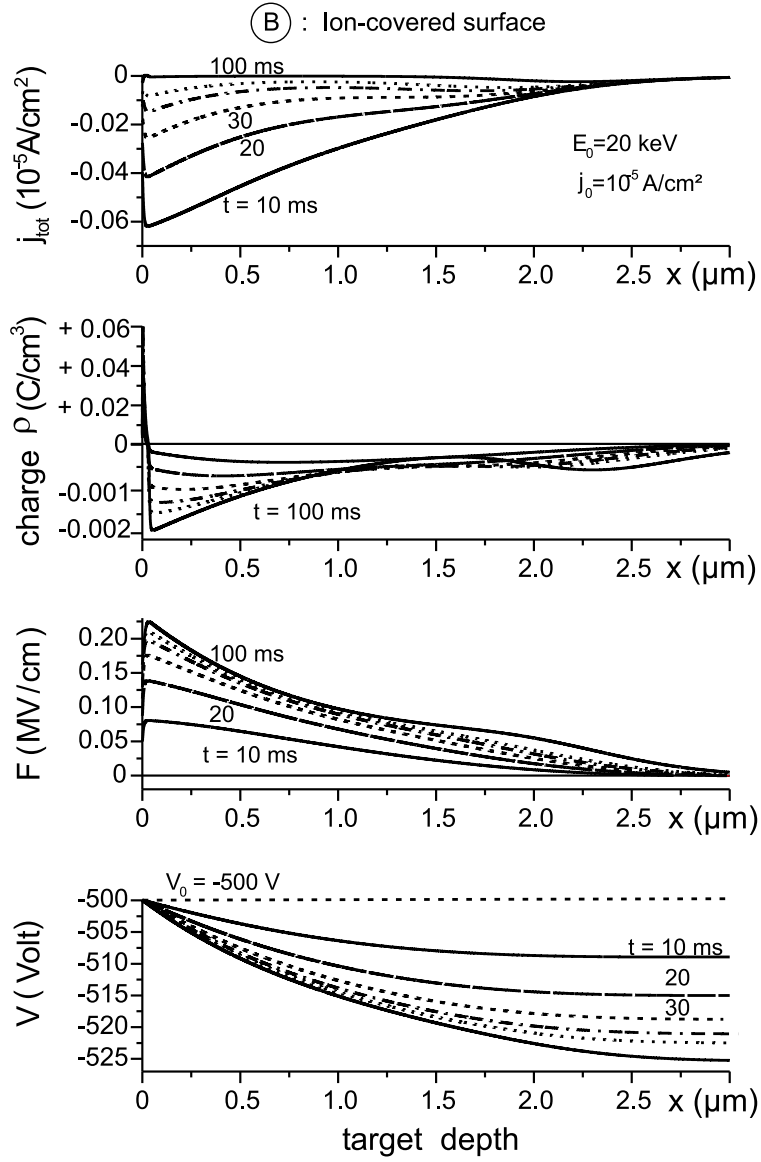 B : Ion-covered surface
j_tot (10⁻⁵A/cm²)
0
-0.02
-0.04
-0.06
100 ms
30
20
t = 10 ms
E₀=20 keV
j₀=10⁻⁵ A/cm²
0 0.5 1.0 1.5 2.0 2.5 x (µm)
charge ρ (C/cm³)
+ 0.06
+ 0.04
+ 0.02
0
-0.001
-0.002
t = 100 ms
0 0.5 1.0 1.5 2.0 2.5 x (µm)
F (MV/cm)
0.20
0.15
0.10
0.05
0
100 ms
20
t = 10 ms
0 0.5 1.0 1.5 2.0 2.5 x (µm)
V ( Volt)
-500
-505
-510
-515
-520
-525
V₀ = -500 V
t = 10 ms
20
30
0 0.5 1.0 1.5 2.0 2.5 x (µm)
target depth